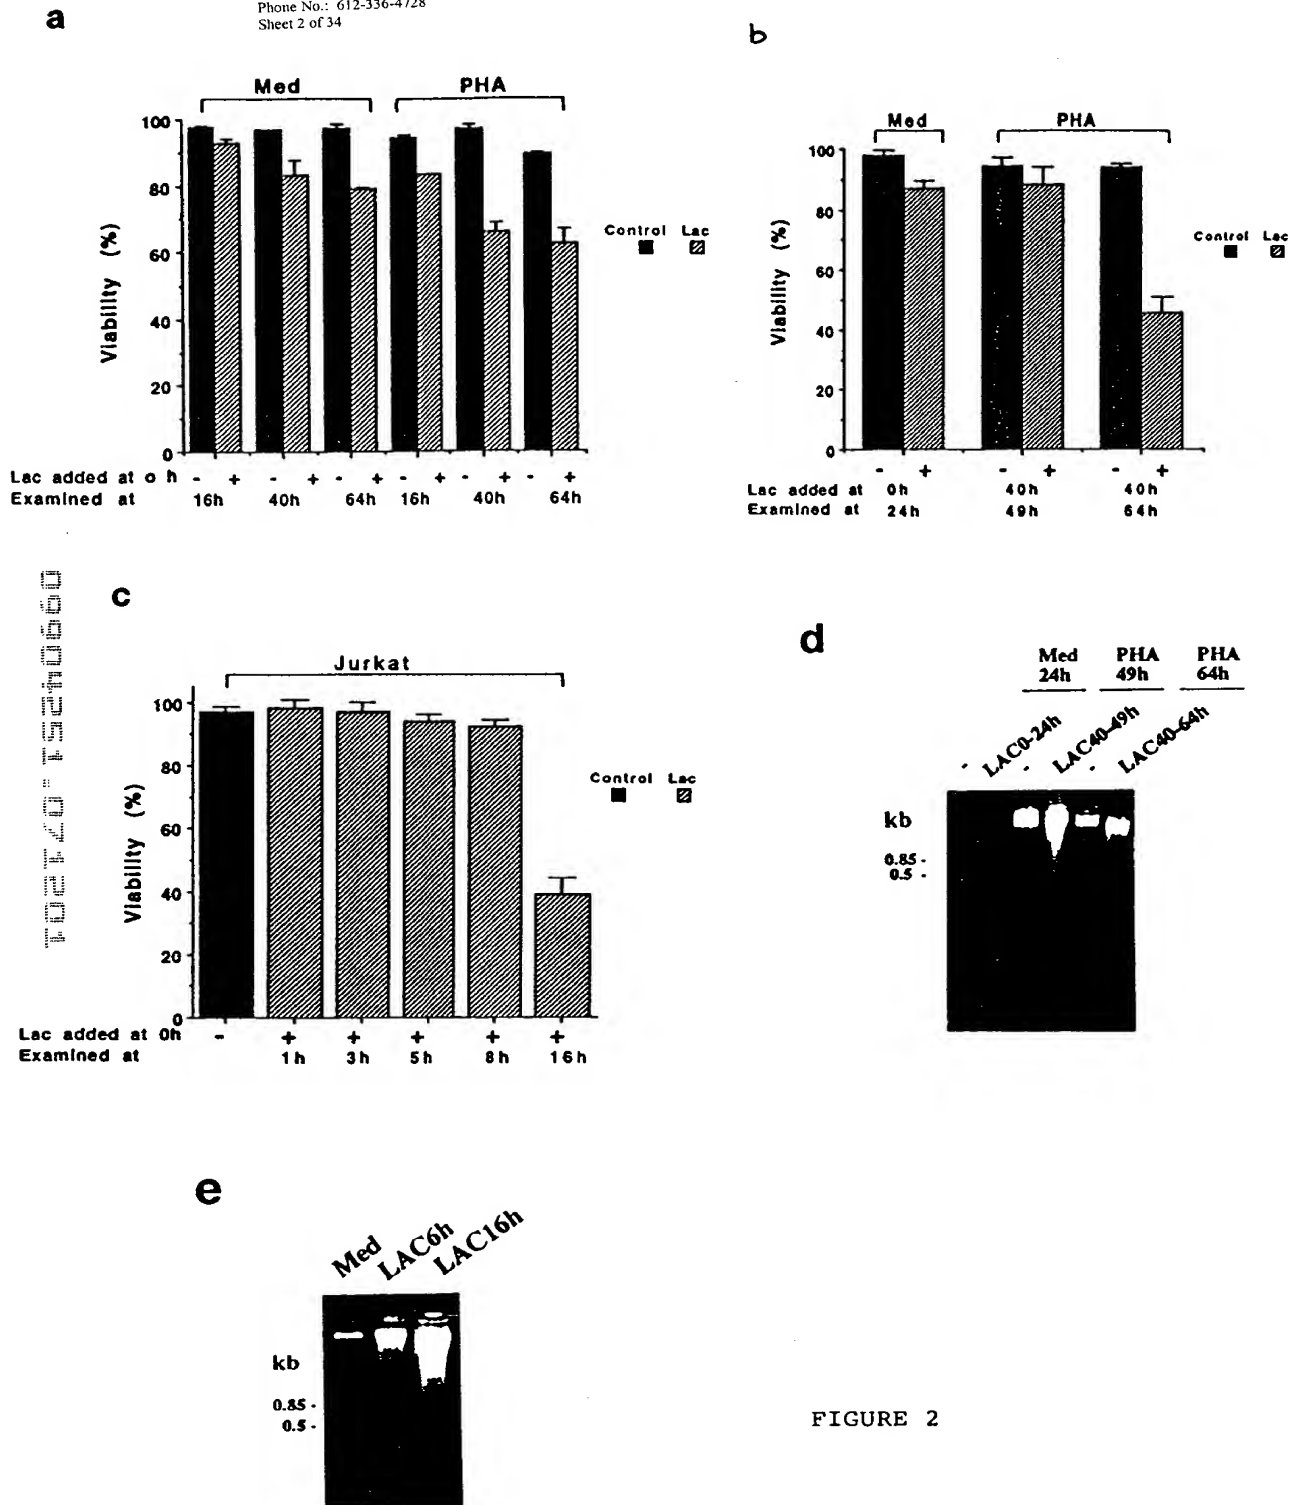 Phone No.: 612-336-4728
Sheet 2 of 34
a
Med PHA
100
80
60
40
20
0
Viability (%)
Control Lac
Lac added at o h - + - + - + - + - + - +
Examined at 16h 40h 64h 16h 40h 64h
b
Med PHA
100
80
60
40
20
0
Viability (%)
Control Lac
- + - + - +
Lac added at 0h 40h 40h
Examined at 24h 49h 64h
c
Jurkat
100
80
60
40
20
0
Viability (%)
Control Lac
Lac added at 0h - + + + + +
Examined at 1h 3h 5h 8h 16h
d
Med PHA PHA
24h 49h 64h
- LAC0-24h - LAC40-49h - LAC40-64h
kb
0.85 -
0.5 -
e
Med LAC6h LAC16h
kb
0.85 -
0.5 -
FIGURE 2